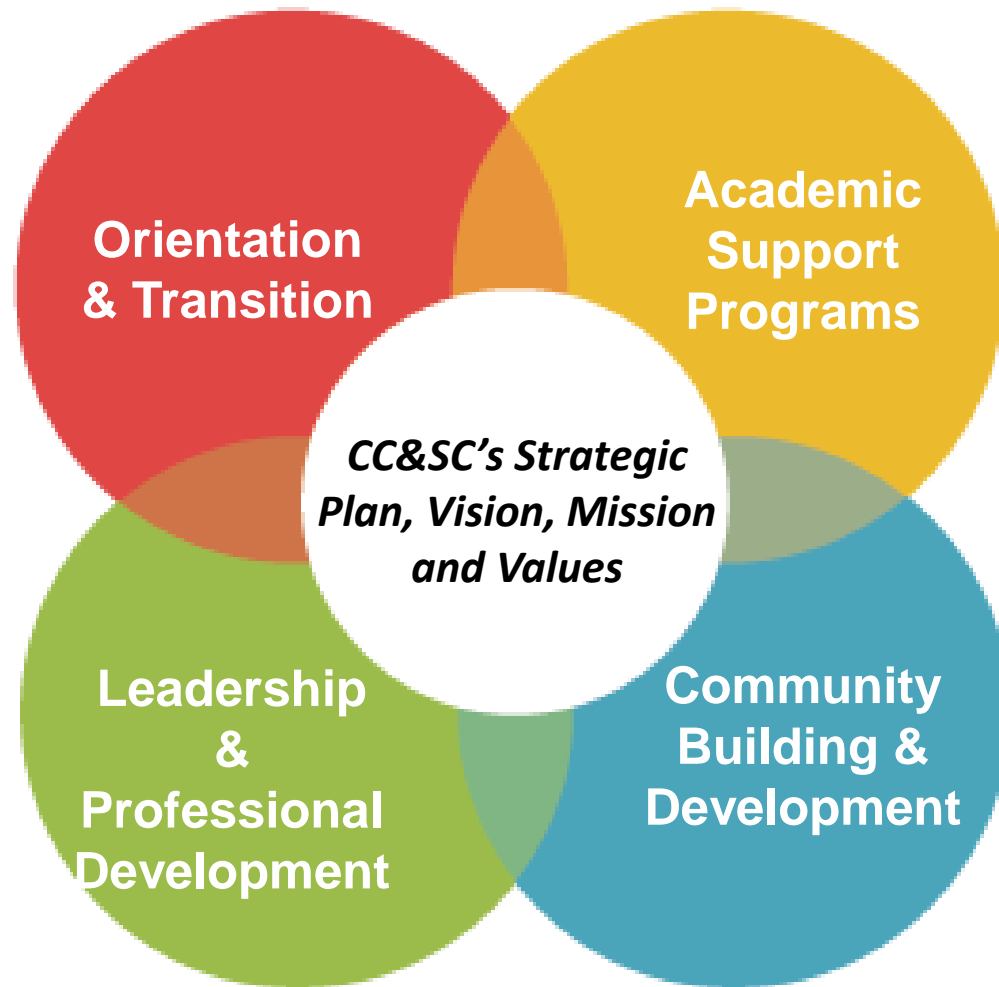 Orientation
& Transition
Academic
Support
Programs
CC&SC’s Strategic
Plan, Vision, Mission
and Values
Leadership
&
Professional
Development
Community
Building &
Development